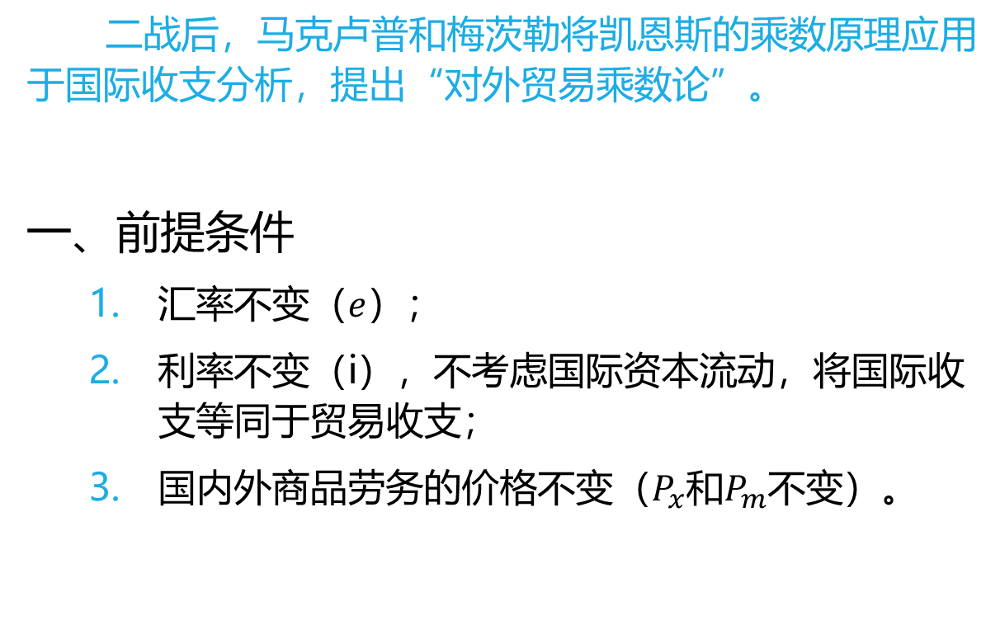 二战后，马克卢普和梅茨勒将凯恩斯的乘数原理应用
于国际收支分析，提出“对外贸易乘数论”。
一、前提条件
1. 汇率不变（e）；
2. 利率不变（i），不考虑国际资本流动，将国际收
支等同于贸易收支；
3. 国内外商品劳务的价格不变（Pₓ和Pₘ不变）。